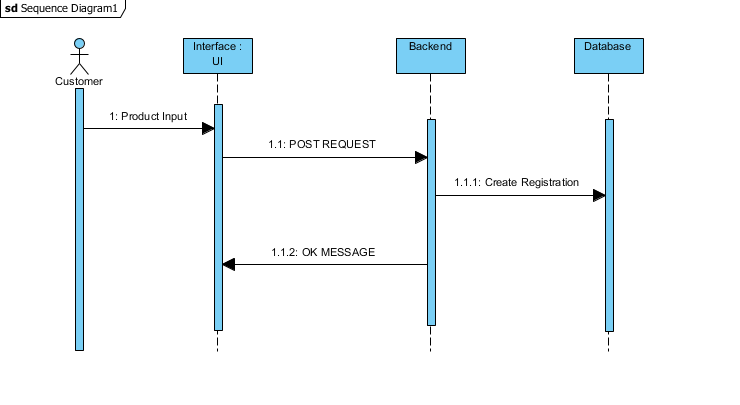 sd Sequence Diagram1
Interface :
UI
Backend
Database
Customer
1: Product Input
1.1: POST REQUEST
1.1.1: Create Registration
1.1.2: OK MESSAGE